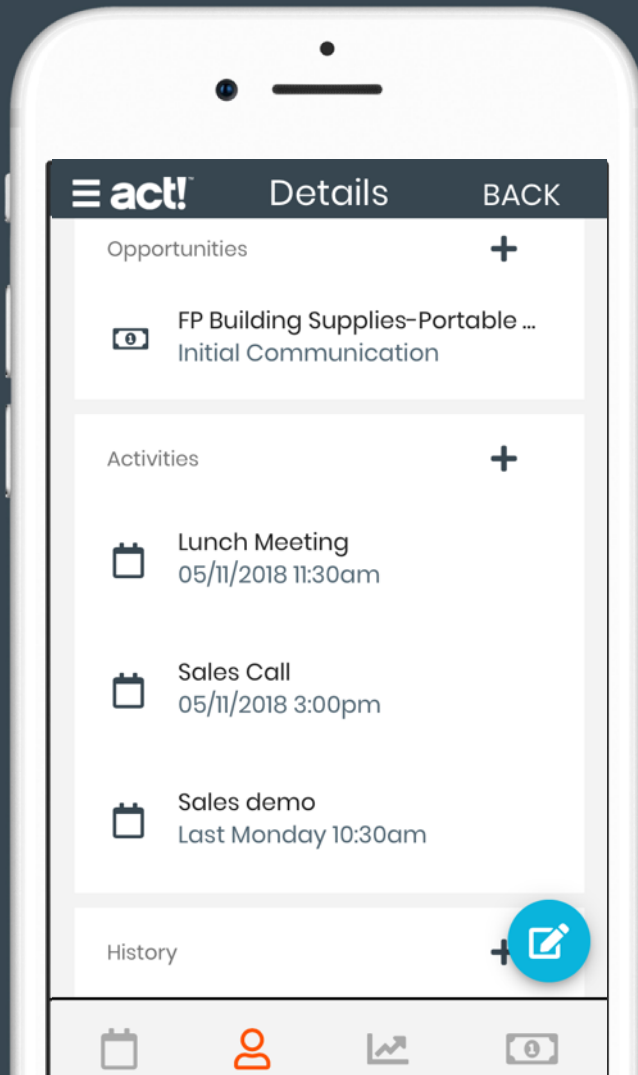 act!™ Details BACK
Opportunities
FP Building Supplies-Portable ...
Initial Communication
Activities
Lunch Meeting
05/11/2018 11:30am
Sales Call
05/11/2018 3:00pm
Sales demo
Last Monday 10:30am
History